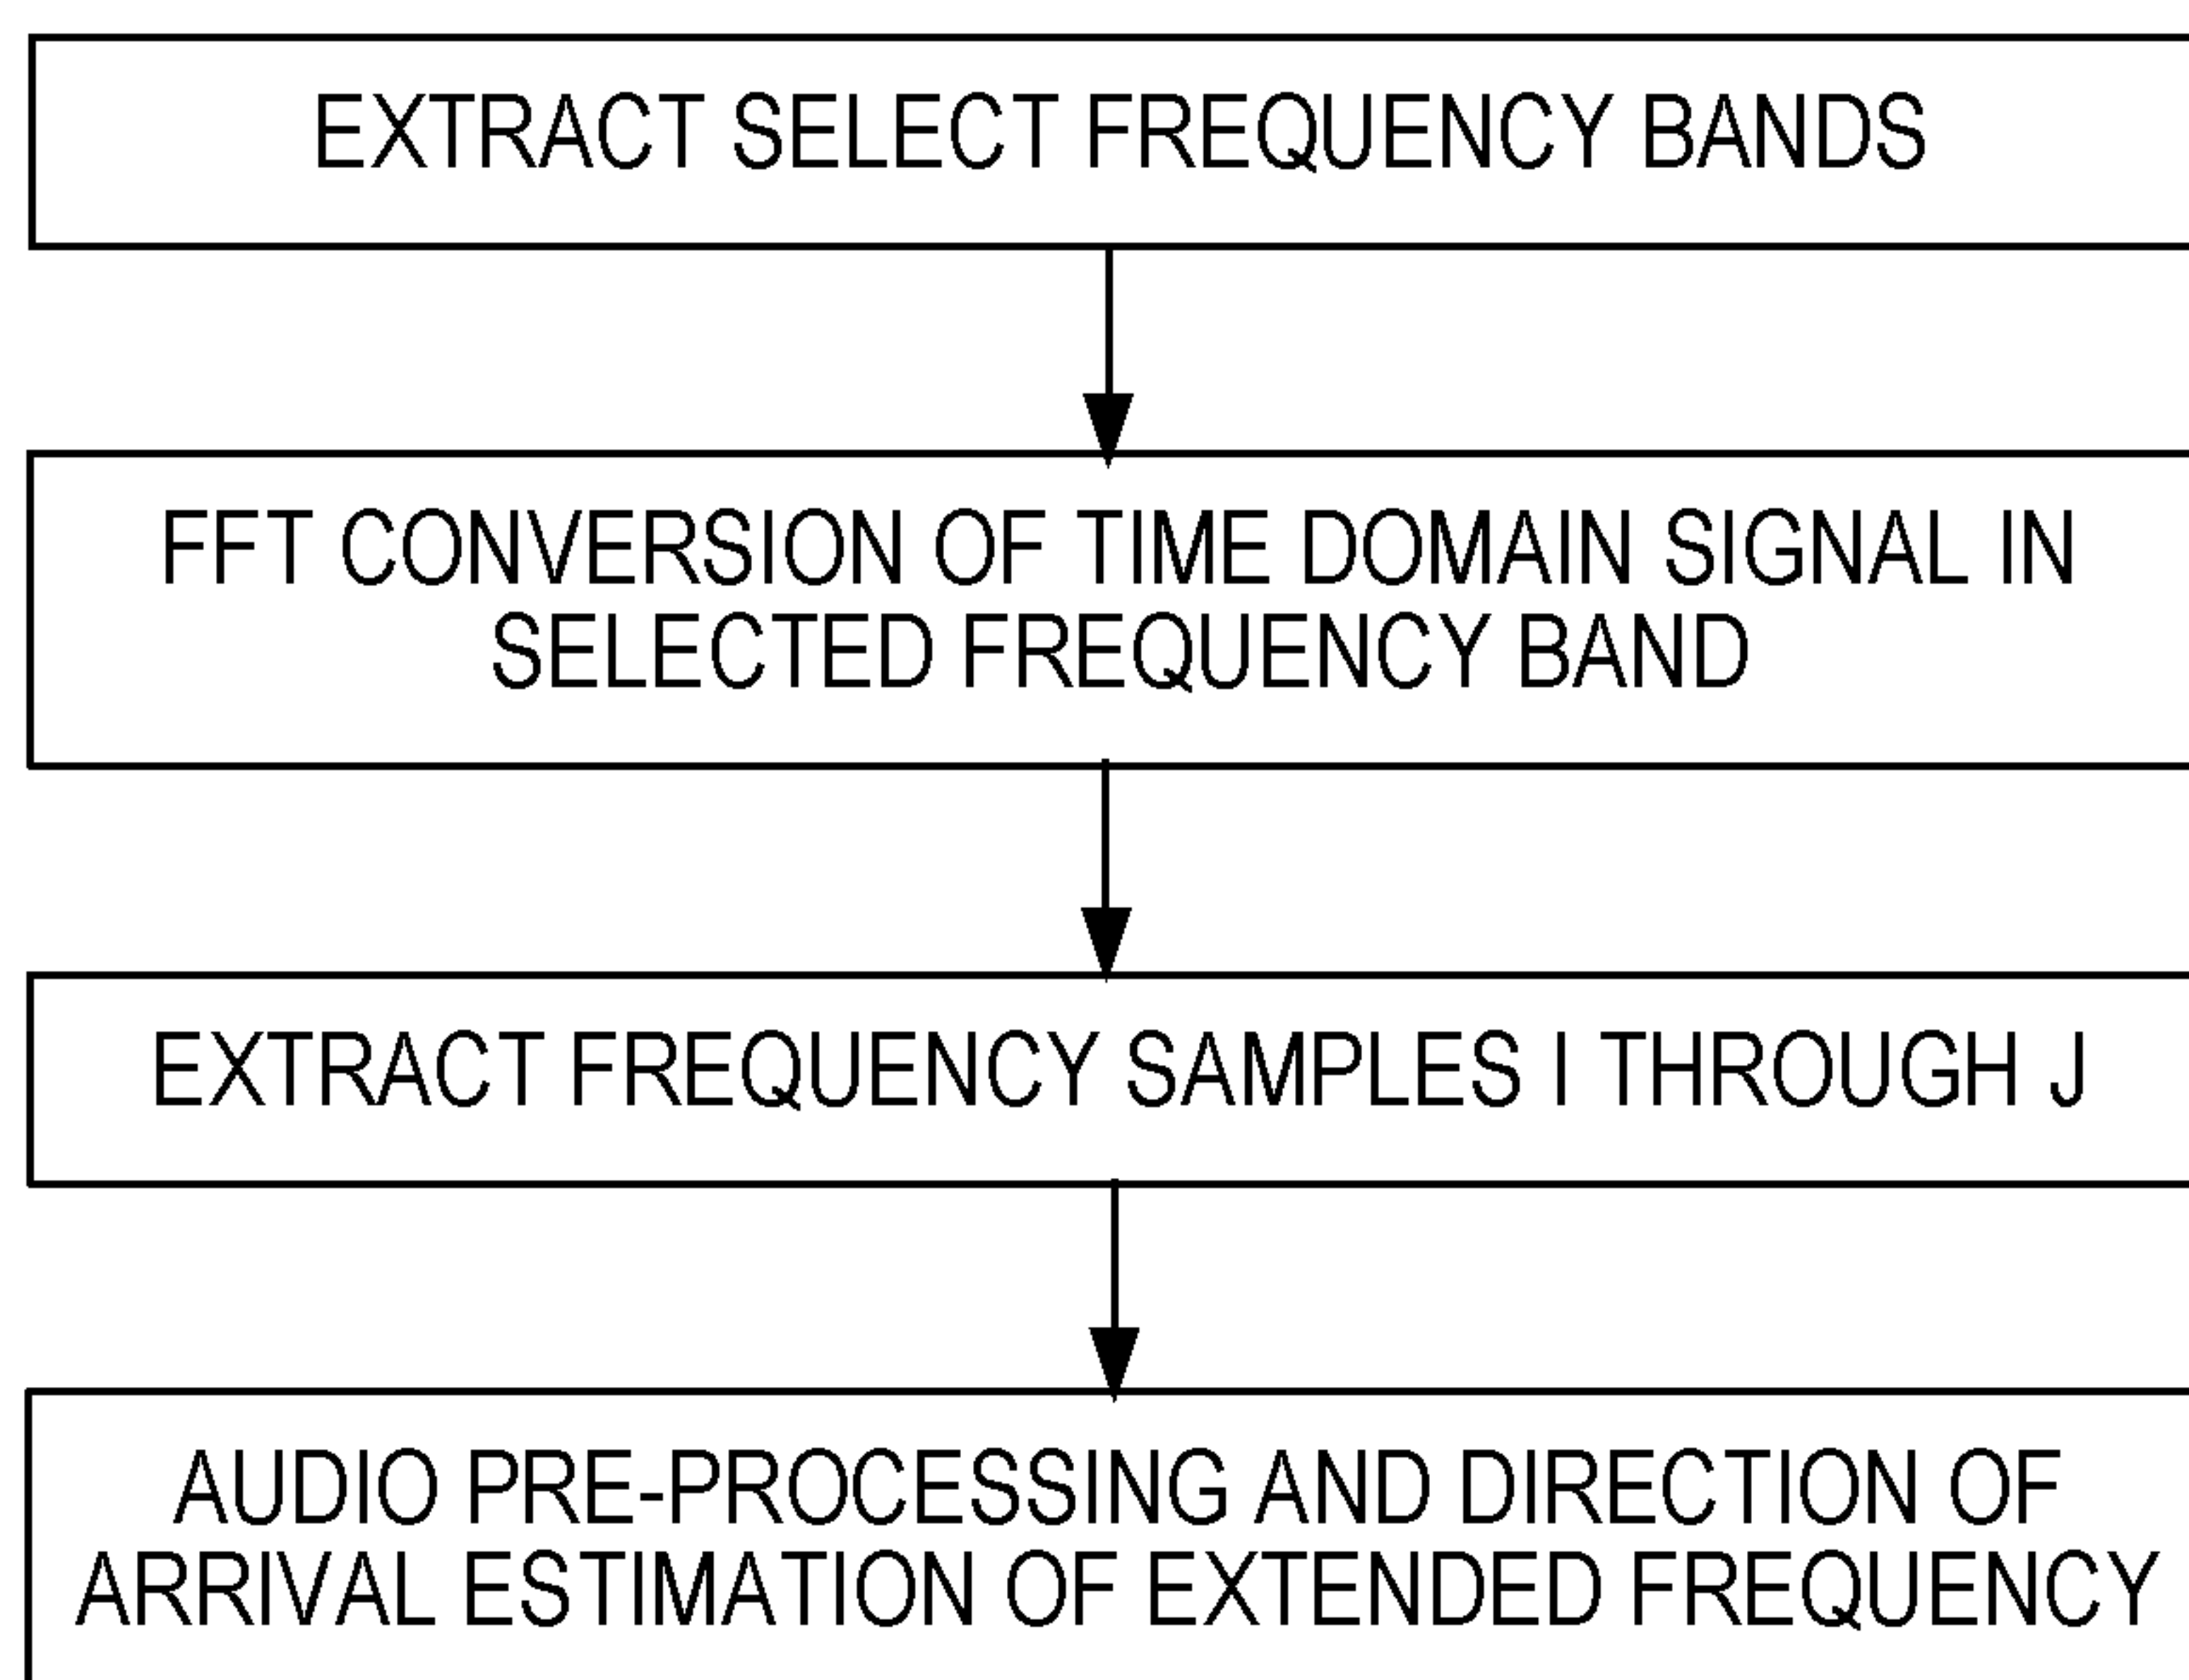 EXTRACT SELECT FREQUENCY BANDS
FFT CONVERSION OF TIME DOMAIN SIGNAL IN
SELECTED FREQUENCY BAND
EXTRACT FREQUENCY SAMPLES I THROUGH J
AUDIO PRE-PROCESSING AND DIRECTION OF
ARRIVAL ESTIMATION OF EXTENDED FREQUENCY